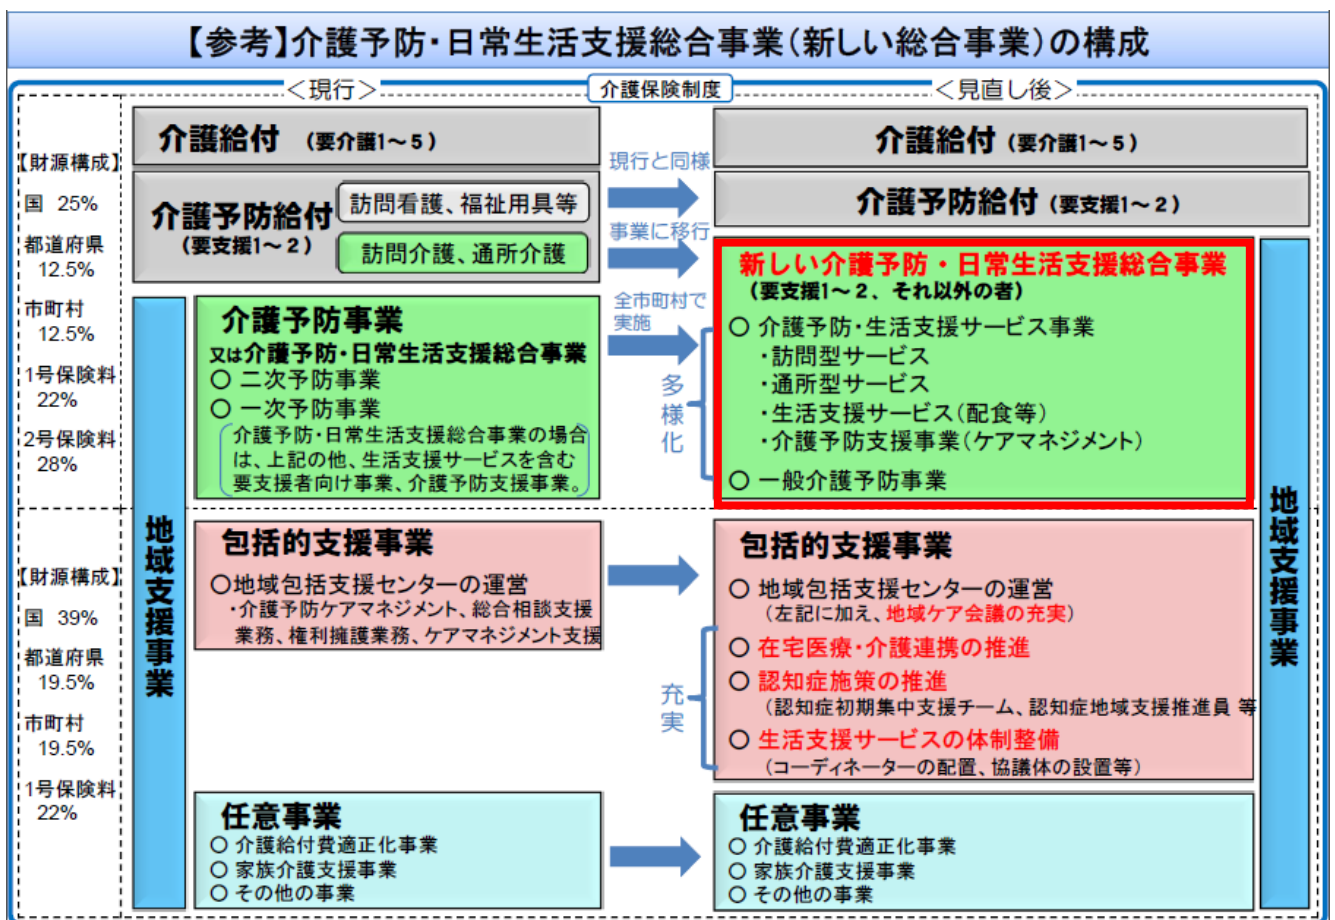 【参考】介護予防・日常生活支援総合事業(新しい総合事業)の構成
<現行>
介護保険制度
<見直し後>
【財源構成】
国 25%
都道府県
12.5%
市町村
12.5%
1号保険料
22%
2号保険料
28%
【財源構成】
国 39%
都道府県
19.5%
市町村
19.5%
1号保険料
22%
介護給付 (要介護1~5)
介護予防給付
(要支援1~2)
訪問看護、福祉用具等
訪問介護、通所介護
地域支援事業
介護予防事業
又は介護予防・日常生活支援総合事業
○ 二次予防事業
○ 一次予防事業
介護予防・日常生活支援総合事業の場合
は、上記の他、生活支援サービスを含む
要支援者向け事業、介護予防支援事業。
包括的支援事業
○地域包括支援センターの運営
・介護予防ケアマネジメント、総合相談支援
業務、権利擁護業務、ケアマネジメント支援
任意事業
○ 介護給付費適正化事業
○ 家族介護支援事業
○ その他の事業
現行と同様
事業に移行
全市町村で
実施
多様化
充実
介護給付 (要介護1~5)
介護予防給付 (要支援1~2)
新しい介護予防・日常生活支援総合事業
(要支援1~2、それ以外の者)
○ 介護予防・生活支援サービス事業
・訪問型サービス
・通所型サービス
・生活支援サービス(配食等)
・介護予防支援事業(ケアマネジメント)
○ 一般介護予防事業
包括的支援事業
○ 地域包括支援センターの運営
(左記に加え、地域ケア会議の充実)
○ 在宅医療・介護連携の推進
○ 認知症施策の推進
(認知症初期集中支援チーム、認知症地域支援推進員 等
○ 生活支援サービスの体制整備
(コーディネーターの配置、協議体の設置等)
任意事業
○ 介護給付費適正化事業
○ 家族介護支援事業
○ その他の事業
地域支援事業